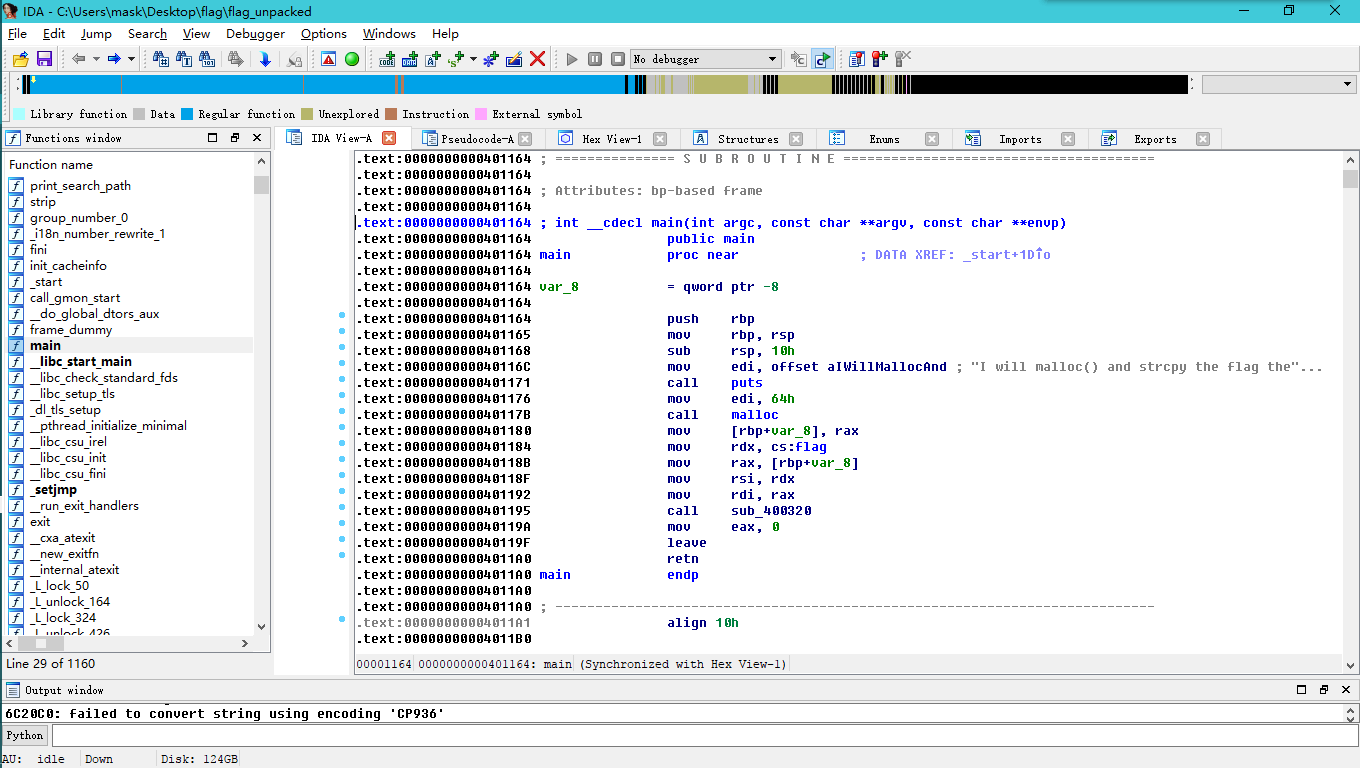 IDA - C:\Users\mask\Desktop\flag\flag_unpacked
File Edit Jump Search View Debugger Options Windows Help
No debugger
Library function Data Regular function Unexplored Instruction External symbol
Functions window
IDA View-A Pseudocode-A Hex View-1 Structures Enums Imports Exports
Function name
print_search_path
strip
group_number_0
_i18n_number_rewrite_1
fini
init_cacheinfo
_start
call_gmon_start
__do_global_dtors_aux
frame_dummy
main
__libc_start_main
__libc_check_standard_fds
__libc_setup_tls
_dl_tls_setup
__pthread_initialize_minimal
__libc_csu_irel
__libc_csu_init
__libc_csu_fini
_setjmp
__run_exit_handlers
exit
__cxa_atexit
__new_exitfn
__internal_atexit
_L_lock_50
_L_unlock_164
_L_lock_324
_L_unlock_426
Line 29 of 1160
.text:0000000000401164 ; =============== S U B R O U T I N E =======================================
.text:0000000000401164
.text:0000000000401164 ; Attributes: bp-based frame
.text:0000000000401164
.text:0000000000401164 ; int __cdecl main(int argc, const char **argv, const char **envp)
.text:0000000000401164 public main
.text:0000000000401164 main proc near ; DATA XREF: _start+1D↑o
.text:0000000000401164
.text:0000000000401164 var_8 = qword ptr -8
.text:0000000000401164
.text:0000000000401164 push rbp
.text:0000000000401165 mov rbp, rsp
.text:0000000000401168 sub rsp, 10h
.text:000000000040116C mov edi, offset aIWillMallocAnd ; "I will malloc() and strcpy the flag the"...
.text:0000000000401171 call puts
.text:0000000000401176 mov edi, 64h
.text:000000000040117B call malloc
.text:0000000000401180 mov [rbp+var_8], rax
.text:0000000000401184 mov rdx, cs:flag
.text:000000000040118B mov rax, [rbp+var_8]
.text:000000000040118F mov rsi, rdx
.text:0000000000401192 mov rdi, rax
.text:0000000000401195 call sub_400320
.text:000000000040119A mov eax, 0
.text:000000000040119F leave
.text:00000000004011A0 retn
.text:00000000004011A0 main endp
.text:00000000004011A0
.text:00000000004011A0 ; ---------------------------------------------------------------------------
.text:00000000004011A1 align 10h
.text:00000000004011B0
00001164 0000000000401164: main (Synchronized with Hex View-1)
Output window
6C20C0: failed to convert string using encoding 'CP936'
Python
AU: idle Down Disk: 124GB